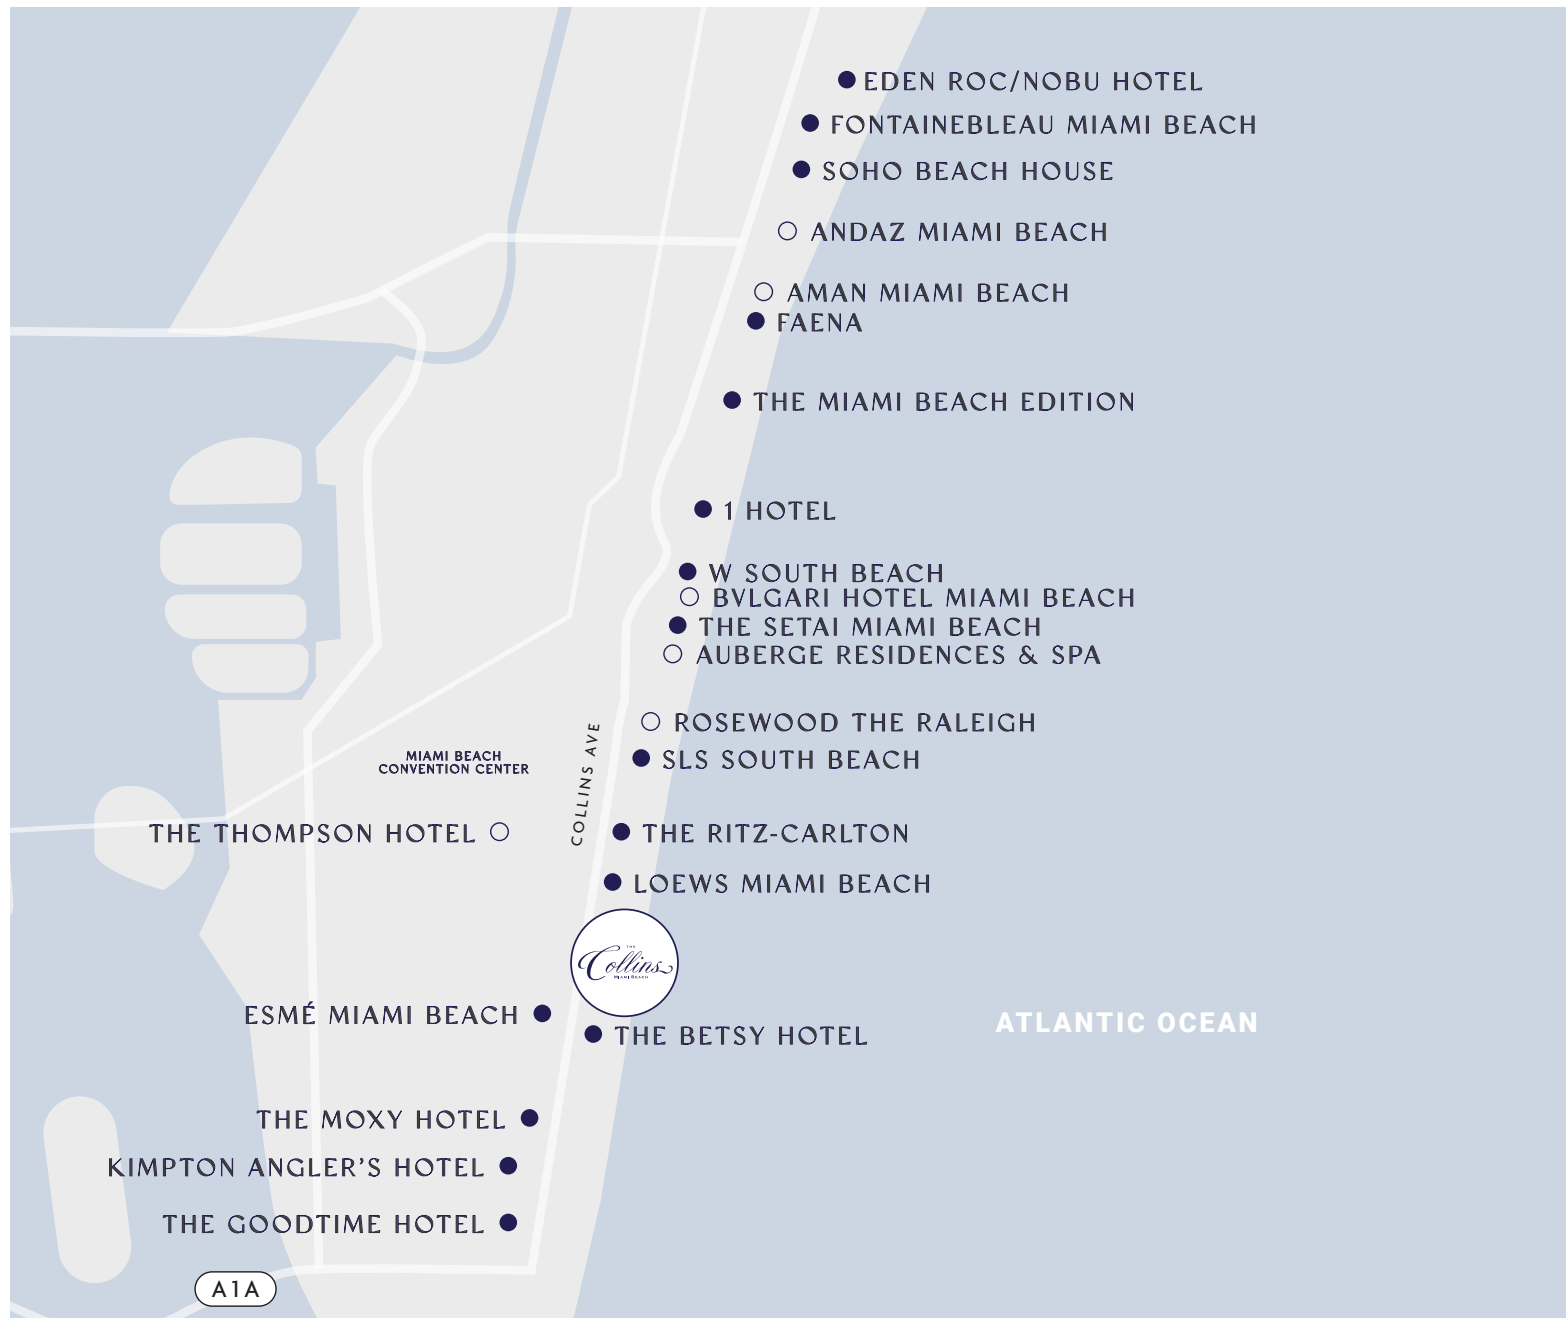 EDEN ROC/NOBU HOTEL
FONTAINEBLEAU MIAMI BEACH
SOHO BEACH HOUSE
ANDAZ MIAMI BEACH
AMAN MIAMI BEACH
FAENA
THE MIAMI BEACH EDITION
1 HOTEL
W SOUTH BEACH
BVLGARI HOTEL MIAMI BEACH
THE SETAI MIAMI BEACH
AUBERGE RESIDENCES & SPA
ROSEWOOD THE RALEIGH
MIAMI BEACH
CONVENTION CENTER
COLLINS AVE
SLS SOUTH BEACH
THE THOMPSON HOTEL
THE RITZ-CARLTON
LOEWS MIAMI BEACH
THE
Collins
MIAMI BEACH
ESMÉ MIAMI BEACH
THE BETSY HOTEL
ATLANTIC OCEAN
THE MOXY HOTEL
KIMPTON ANGLER’S HOTEL
THE GOODTIME HOTEL
A1A